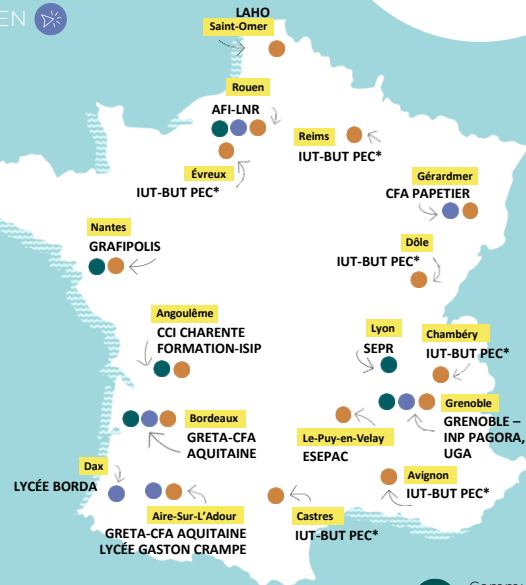 EN
LAHO
Saint-Omer
Rouen
AFI-LNR
Reims
IUT-BUT PEC*
Évreux
IUT-BUT PEC*
Gérardmer
CFA PAPETIER
Nantes
GRAFIPOLIS
Dôle
IUT-BUT PEC*
Angoulême
CCI CHARENTE
FORMATION-ISIP
Lyon
SEPR
Chambéry
IUT-BUT PEC*
Grenoble
GRENOBLE –
INP PAGORA,
UGA
Bordeaux
GRETA-CFA
AQUITAINE
Le-Puy-en-Velay
ESEPAC
Dax
LYCÉE BORDA
Avignon
IUT-BUT PEC*
Aire-Sur-L'Adour
GRETA-CFA AQUITAINE
LYCÉE GASTON CRAMPE
Castres
IUT-BUT PEC*